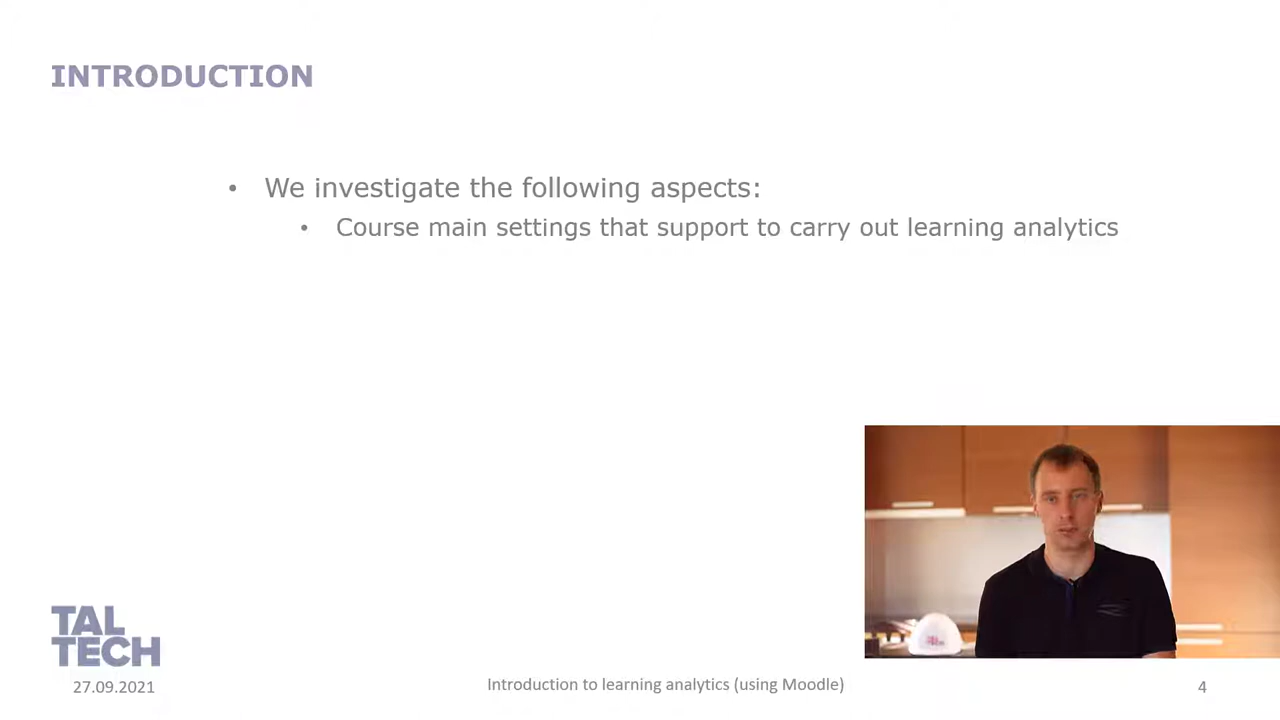 INTRODUCTION
• We investigate the following aspects:
• Course main settings that support to carry out learning analytics
TAL
TECH
27.09.2021
Introduction to learning analytics (using Moodle)
4